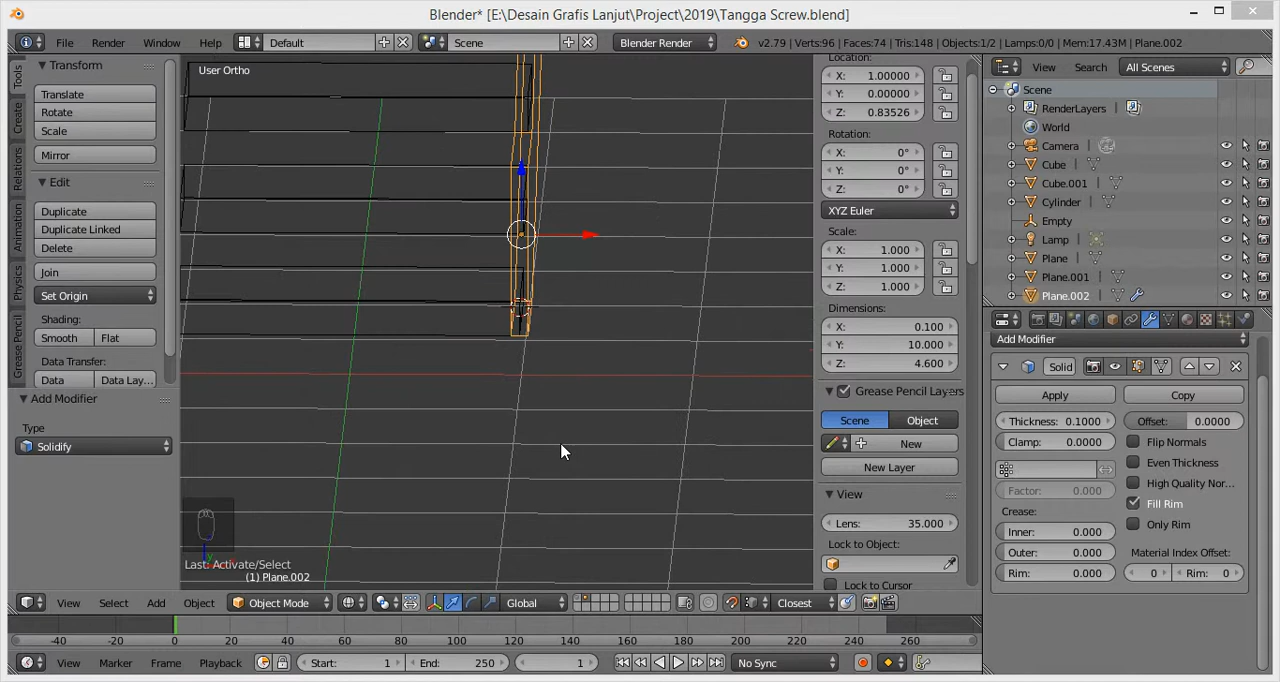 Blender* [E:\Desain Grafis Lanjut\Project\2019\Tangga Screw.blend]
File Render Window Help Default Scene Blender Render v2.79 | Verts:96 | Faces:74 | Tris:148 | Objects:1/2 | Lamps:0/0 | Mem:17.43M | Plane.002
Tools
Create
Relations
Animation
Physics
Grease Pencil
Transform
Translate
Rotate
Scale
Mirror
Edit
Duplicate
Duplicate Linked
Delete
Join
Set Origin
Shading:
Smooth Flat
Data Transfer:
Data Data Lay...
Add Modifier
Type
Solidify
User Ortho
Last: Activate/Select
(1) Plane.002
Location:
X: 1.00000
Y: 0.00000
Z: 0.83526
Rotation:
X: 0°
Y: 0°
Z: 0°
XYZ Euler
Scale:
X: 1.000
Y: 1.000
Z: 1.000
Dimensions:
X: 0.100
Y: 10.000
Z: 4.600
Grease Pencil Layers
Scene Object
New
New Layer
View
Lens: 35.000
Lock to Object:
Lock to Cursor
View Search All Scenes
Scene
RenderLayers
World
Camera
Cube
Cube.001
Cylinder
Empty
Lamp
Plane
Plane.001
Plane.002
Add Modifier
Solid
Apply Copy
Thickness: 0.1000 Offset: 0.0000
Clamp: 0.0000 Flip Normals
Even Thickness
High Quality Nor...
Factor: 0.000 Fill Rim
Crease: Only Rim
Inner: 0.000
Outer: 0.000 Material Index Offset:
Rim: 0.000 0 Rim: 0
View Select Add Object Object Mode Global Closest
-40 -20 0 20 40 60 80 100 120 140 160 180 200 220 240 260
View Marker Frame Playback Start: 1 End: 250 1 No Sync